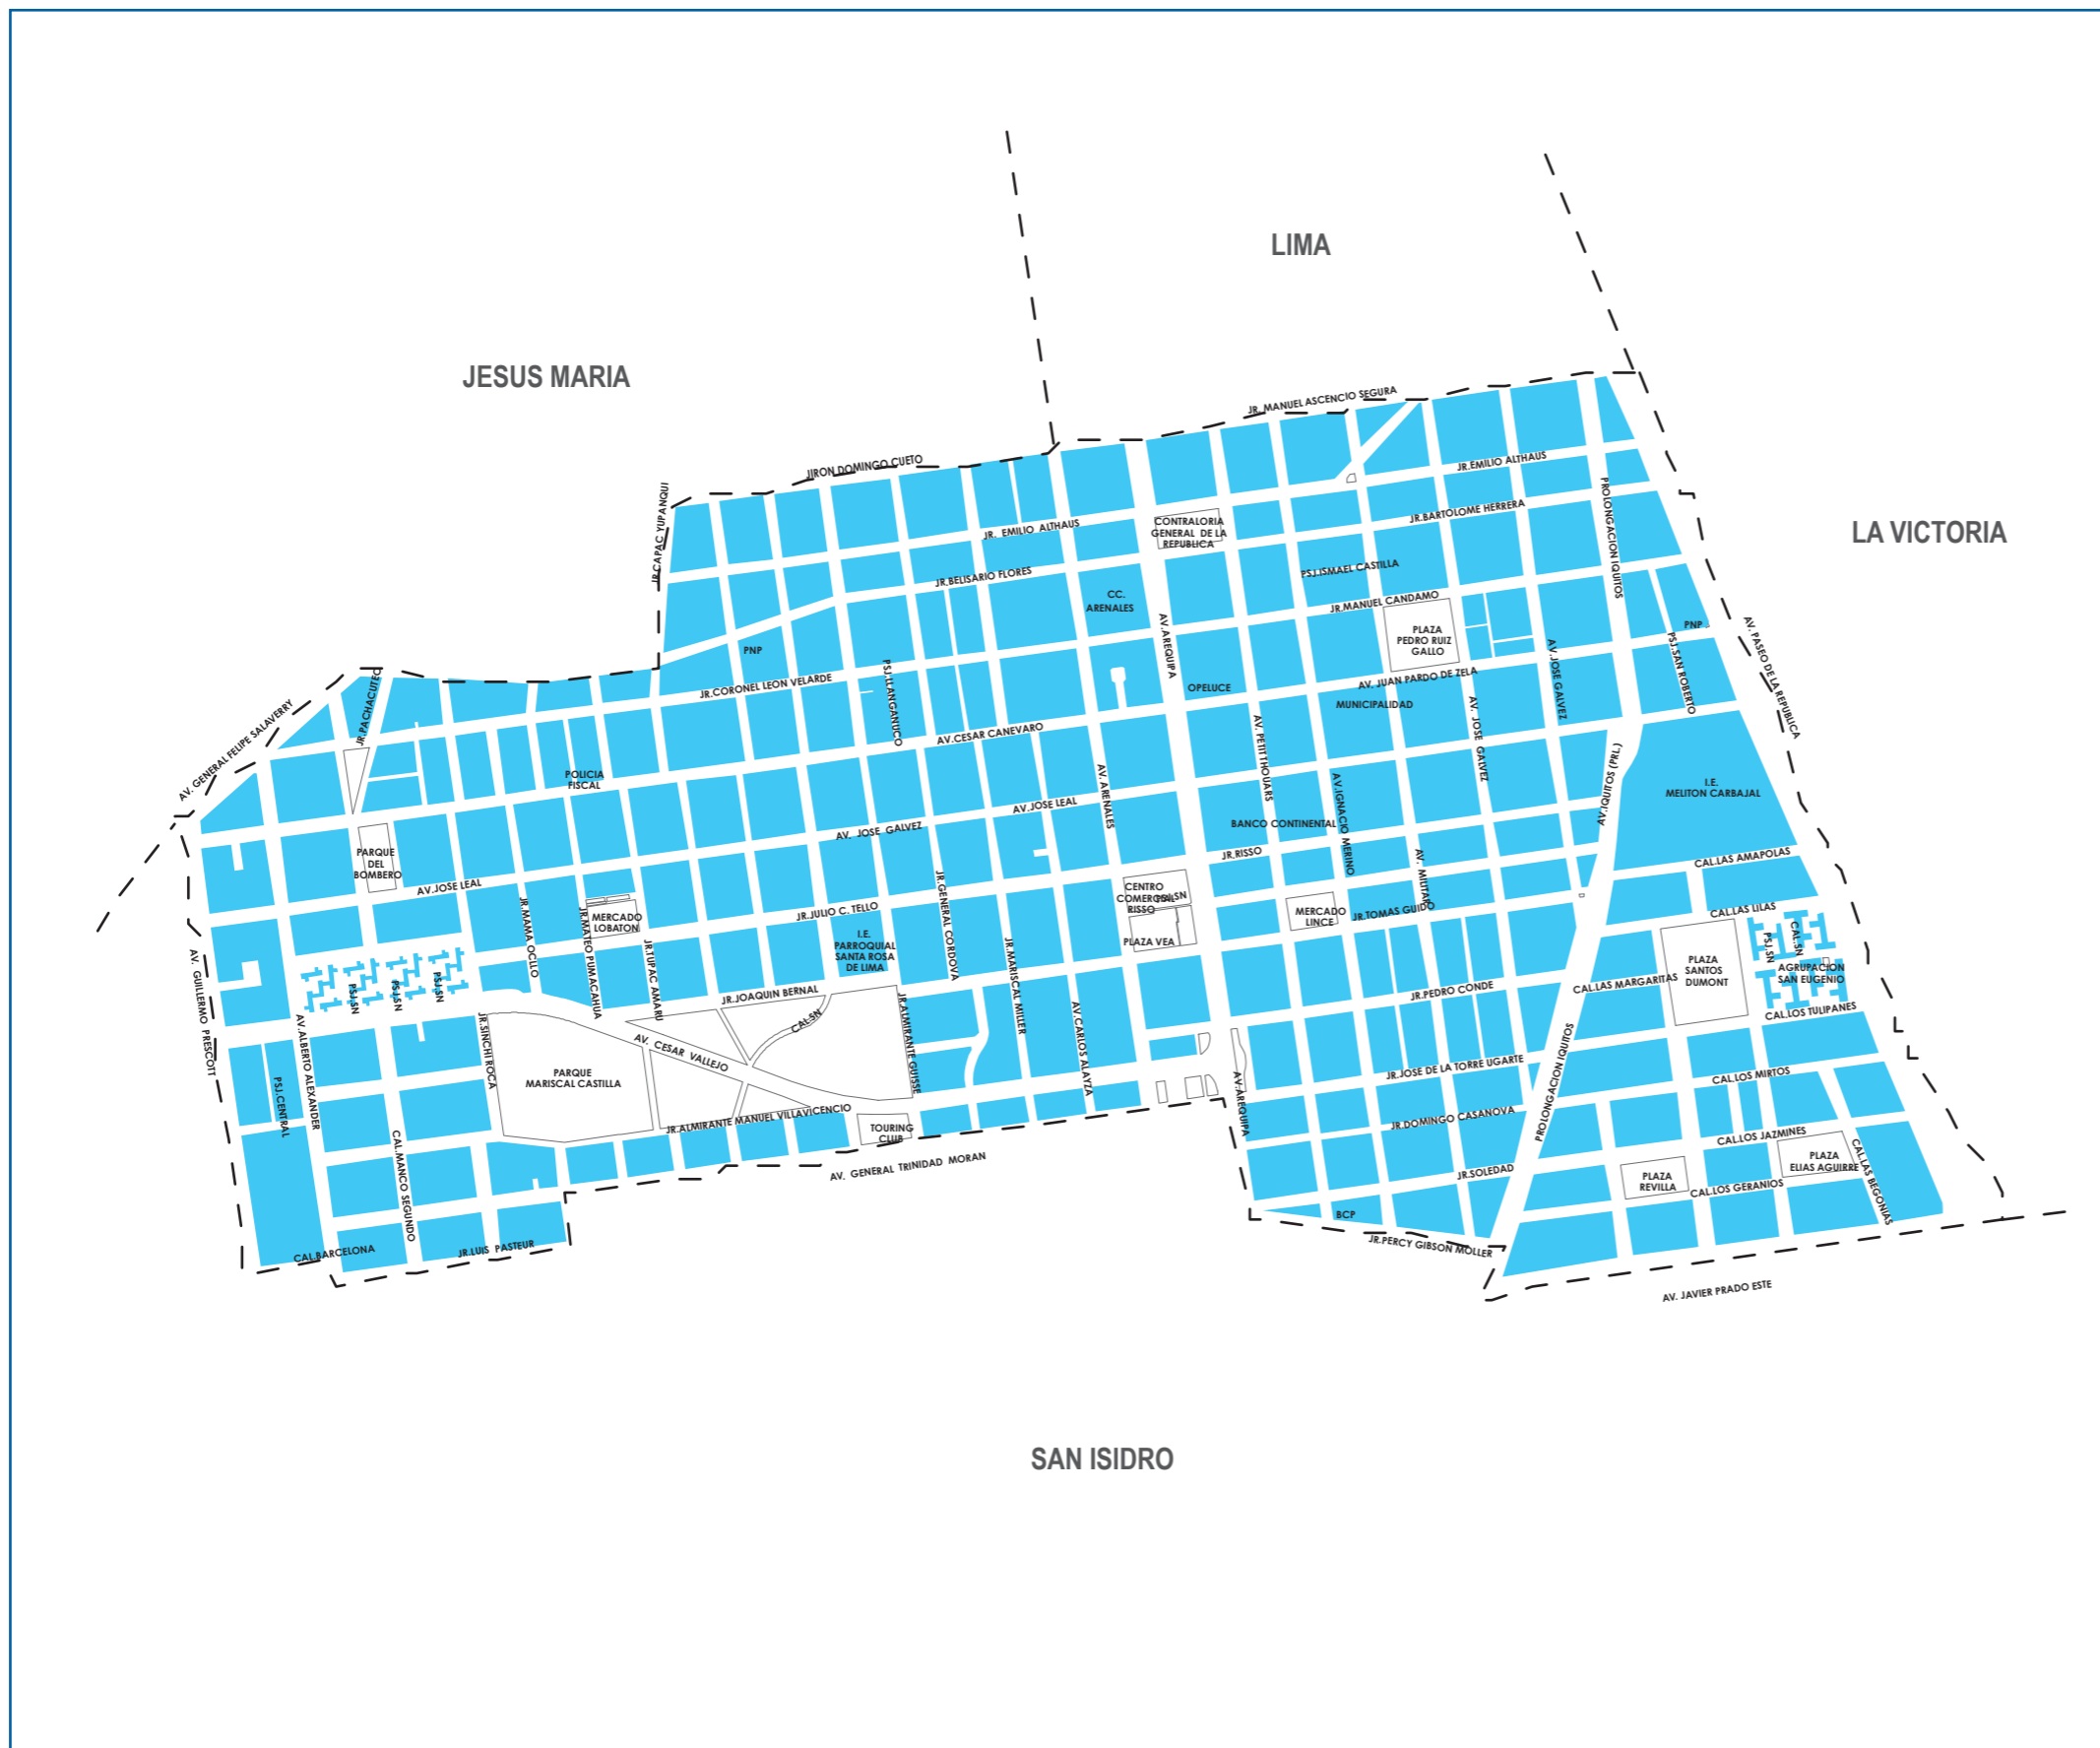 LIMA
JESUS MARIA
LA VICTORIA
SAN ISIDRO
JR. MANUEL ASCENCIO SEGURA
JIRON DOMINGO CUETO
JR.EMILIO ALTHAUS
JR.CAPAC YUPANQUI
PROLONGACION IQUITOS
JR.BARTOLOME HERRERA
CONTRALORIA
GENERAL DE LA
REPUBLICA
JR. EMILIO ALTHAUS
PSJ.ISMAEL CASTILLA
JR.BELISARIO FLORES
CC.
ARENALES
JR.MANUEL CANDAMO
PLAZA
PEDRO RUIZ
GALLO
PNP
AV. PASEO DE LA REPUBLICA
AV.AREQUIPA
PNP
PSJ.SAN ROBERTO
AV.JOSE GALVEZ
PSJ.LLANGANUCO
JR.CORONEL LEON VELARDE
OPELUCE
AV. JUAN PARDO DE ZELA
MUNICIPALIDAD
JR.PACHACUTEC
AV. GENERAL FELIPE SALAVERRY
AV. JOSE GALVEZ
AV.CESAR CANEVARO
AV. PETIT THOUARS
AV.IQUITOS (PRL.)
POLICIA
FISCAL
AV. ARENALES
AV.IGNACIO MERINO
I.E.
MELITON CARBAJAL
AV.JOSE LEAL
AV. JOSE GALVEZ
BANCO CONTINENTAL
JR.RISSO
AV. MILITAR
CAL.LAS AMAPOLAS
PARQUE
DEL
BOMBERO
AV.JOSE LEAL
JR.GENERAL CORDOVA
CENTRO
COMERCIAL
RISSO
PLAZA VEA
MERCADO
LINCE
JR.TOMAS GUIDO
CAL.LAS LILAS
JR.MAMA OCLLO
JR.MATEO PUMACAHUA
MERCADO
LOBATON
JR.TUPAC AMARU
JR.JULIO C. TELLO
I.E.
PARROQUIAL
SANTA ROSA
DE LIMA
JR.MARISCAL MILLER
PSJ.SN
CAL.SN
PLAZA
SANTOS
DUMONT
AGRUPACION
SAN EUGENIO
CAL.LAS MARGARITAS
CAL.LOS TULIPANES
AV. GUILLERMO PRESCOTT
PSJ.SN
PSJ.SN
PSJ.SN
JR.JOAQUIN BERNAL
JR.ALMIRANTE GUISSE
JR.PEDRO CONDE
AV.ALBERTO ALEXANDER
JR.SINCHI ROCA
CAL.SN
AV. CESAR VALLEJO
AV.CARLOS ALAYZA
PROLONGACION IQUITOS
JR.JOSE DE LA TORRE UGARTE
CAL.LOS MIRTOS
PARQUE
MARISCAL CASTILLA
PSJ.CENTRAL
AV.AREQUIPA
JR.ALMIRANTE MANUEL VILLAVICENCIO
TOURING
CLUB
JR.DOMINGO CASANOVA
CAL.LOS JAZMINES
CAL.MANCO SEGUNDO
AV. GENERAL TRINIDAD MORAN
JR.SOLEDAD
PLAZA
REVILLA
PLAZA
ELIAS AGUIRRE
CAL.LAS BEGONIAS
CAL.LOS GERANIOS
BCP
CAL.BARCELONA
JR.LUIS PASTEUR
JR.PERCY GIBSON MOLLER
AV. JAVIER PRADO ESTE